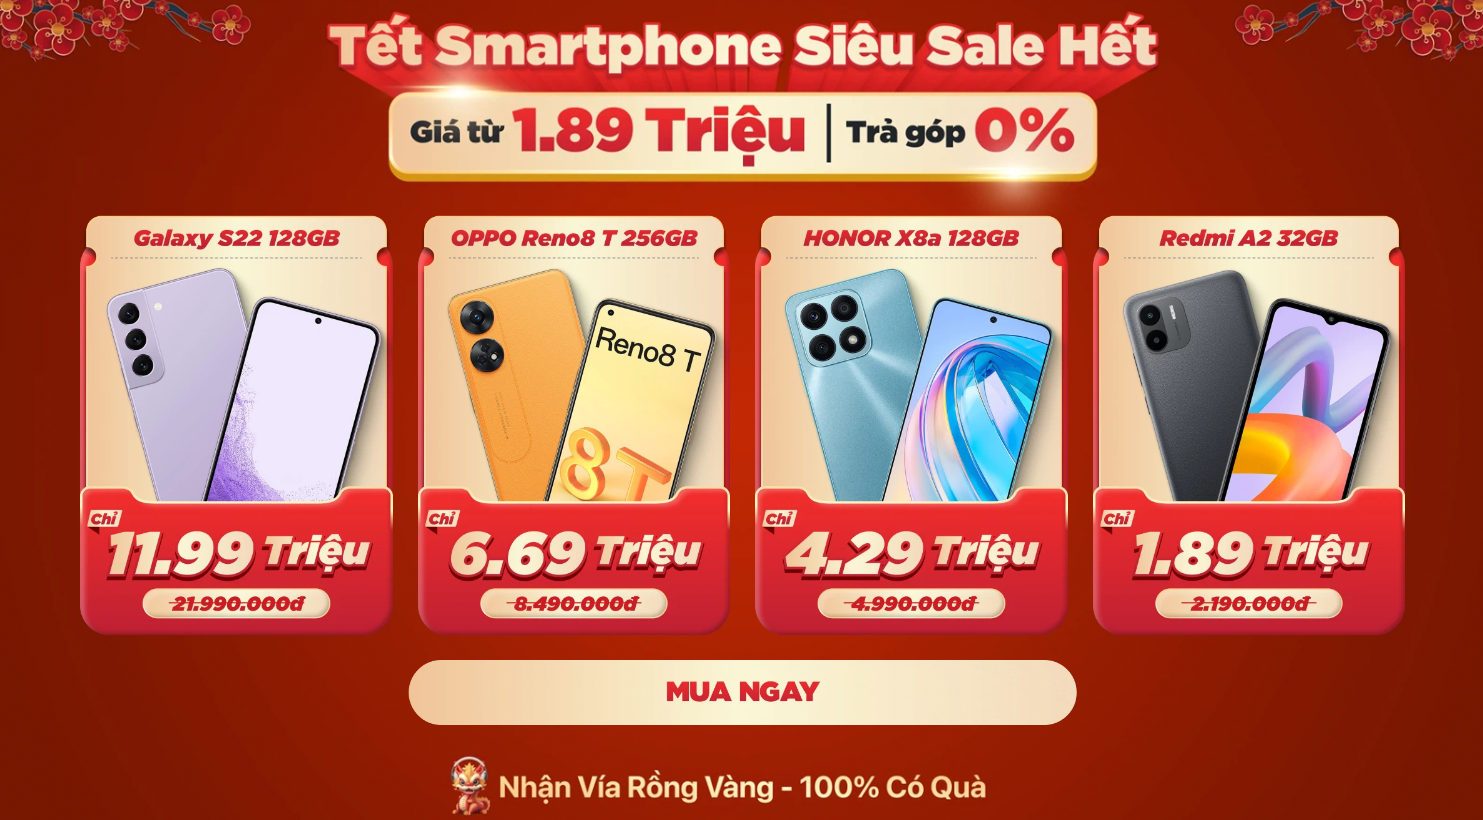 Tết Smartphone Siêu Sale Hết
Giá từ 1.89 Triệu | Trả góp 0%
Galaxy S22 128GB
Chỉ
11.99 Triệu
21.990.000đ
OPPO Reno8 T 256GB
Reno8 T
8T
Chỉ
6.69 Triệu
8.490.000đ
HONOR X8a 128GB
Chỉ
4.29 Triệu
4.990.000đ
Redmi A2 32GB
Chỉ
1.89 Triệu
2.190.000đ
MUA NGAY
Nhận Vía Rồng Vàng - 100% Có Quà